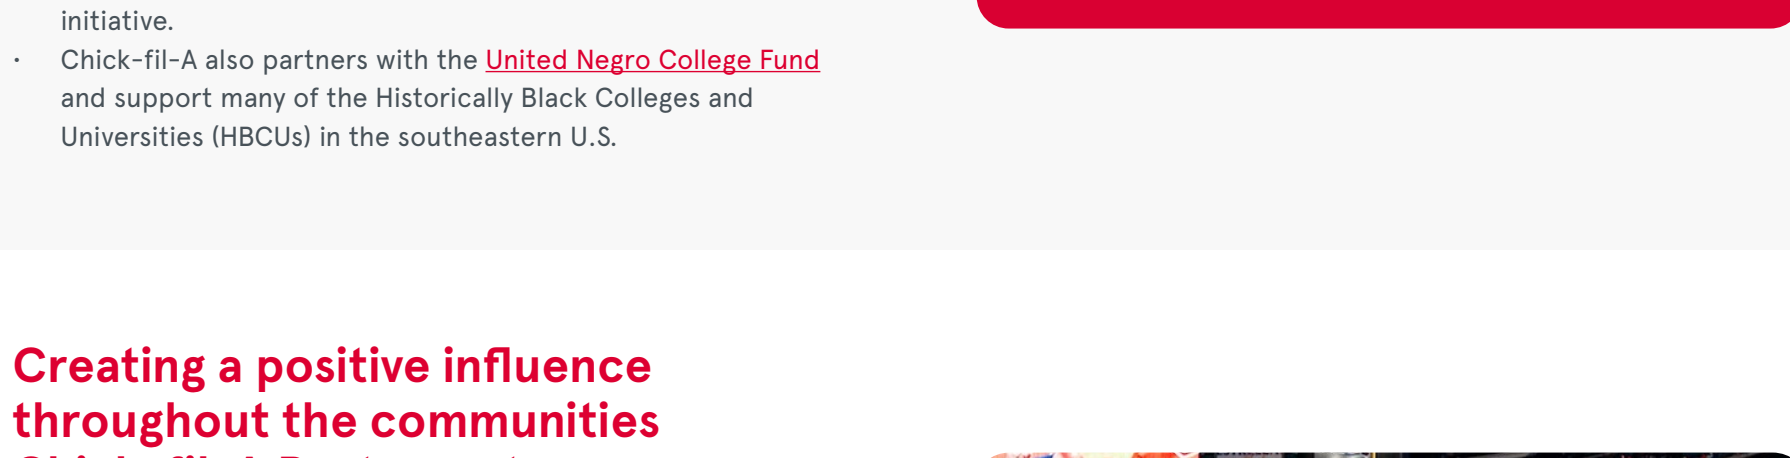 initiative.
· Chick-fil-A also partners with the United Negro College Fund
and support many of the Historically Black Colleges and
Universities (HBCUs) in the southeastern U.S.
Creating a positive influence
throughout the communities